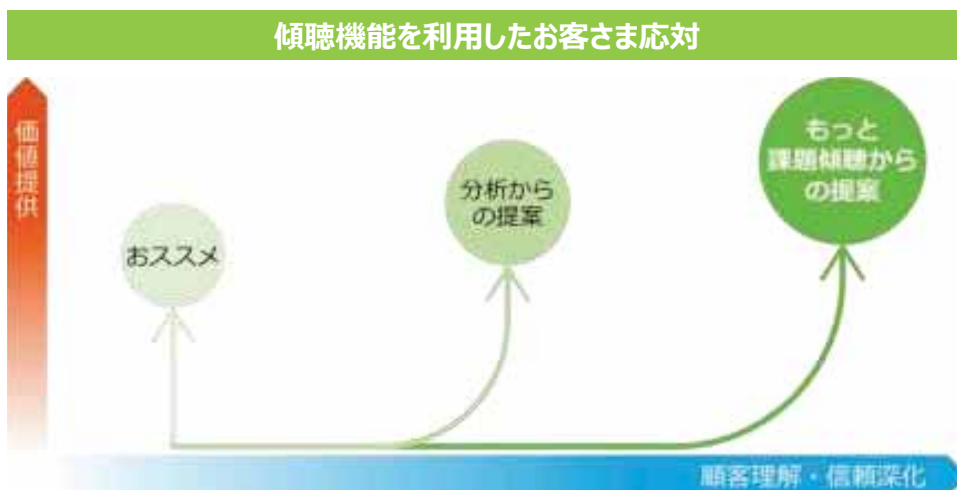 傾聴機能を利用したお客さま応対
価値提供
おススメ
分析から
の提案
もっと
課題傾聴から
の提案
顧客理解・信頼深化